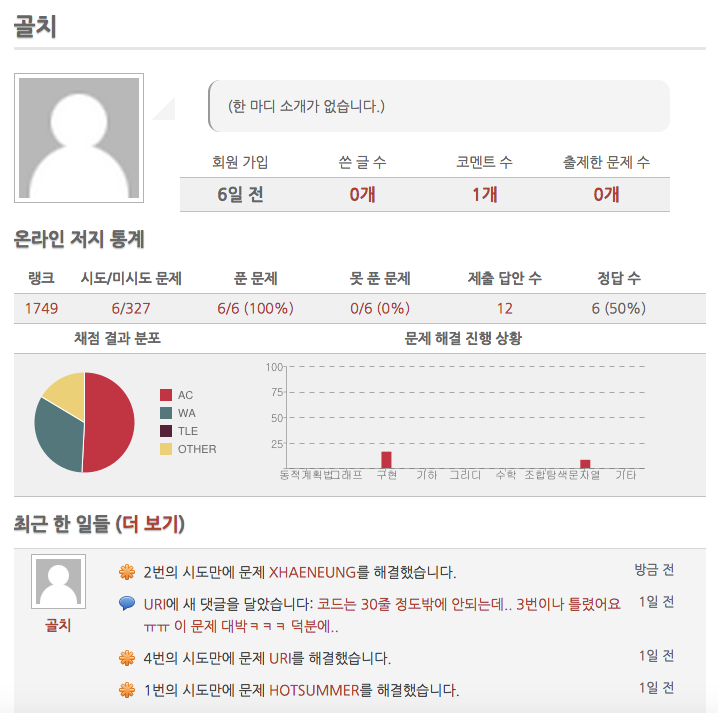 골치
(한 마디 소개가 없습니다.)
회원 가입 쓴 글 수 코멘트 수 출제한 문제 수
6일 전 0개 1개 0개
온라인 저지 통계
랭크 시도/미시도 문제 푼 문제 못 푼 문제 제출 답안 수 정답 수
1749 6/327 6/6 (100%) 0/6 (0%) 12 6 (50%)
채점 결과 분포 문제 해결 진행 상황
AC
WA
TLE
OTHER
100
75
50
25
동적계획법 그래프 구현 기하 그리디 수학 조합탐색 문자열 기타
최근 한 일들 (더 보기)
골치
2번의 시도만에 문제 XHAENEUNG를 해결했습니다. 방금 전
URI에 새 댓글을 달았습니다: 코드는 30줄 정도밖에 안되는데.. 3번이나 틀렸어요 1일 전
ㅠㅠ 이 문제 대박ㅋㅋㅋ 덕분에..
4번의 시도만에 문제 URI를 해결했습니다. 1일 전
1번의 시도만에 문제 HOTSUMMER를 해결했습니다. 1일 전